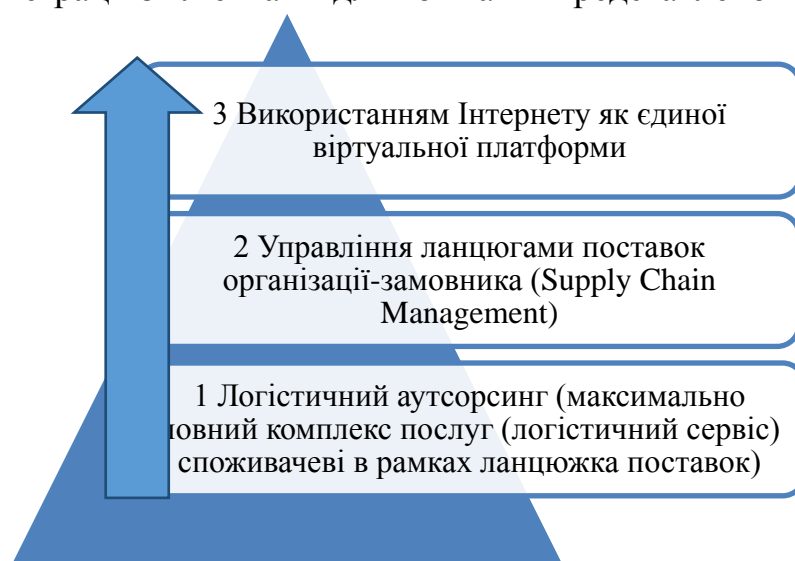 3 Використанням Інтернету як єдиної
віртуальної платформи
2 Управління ланцюгами поставок
організації-замовника (Supply Chain
Management)
1 Логістичний аутсорсинг (максимально
комплекс послуг (логістичний сервіс)
споживачеві в рамках ланцюжка поставок)